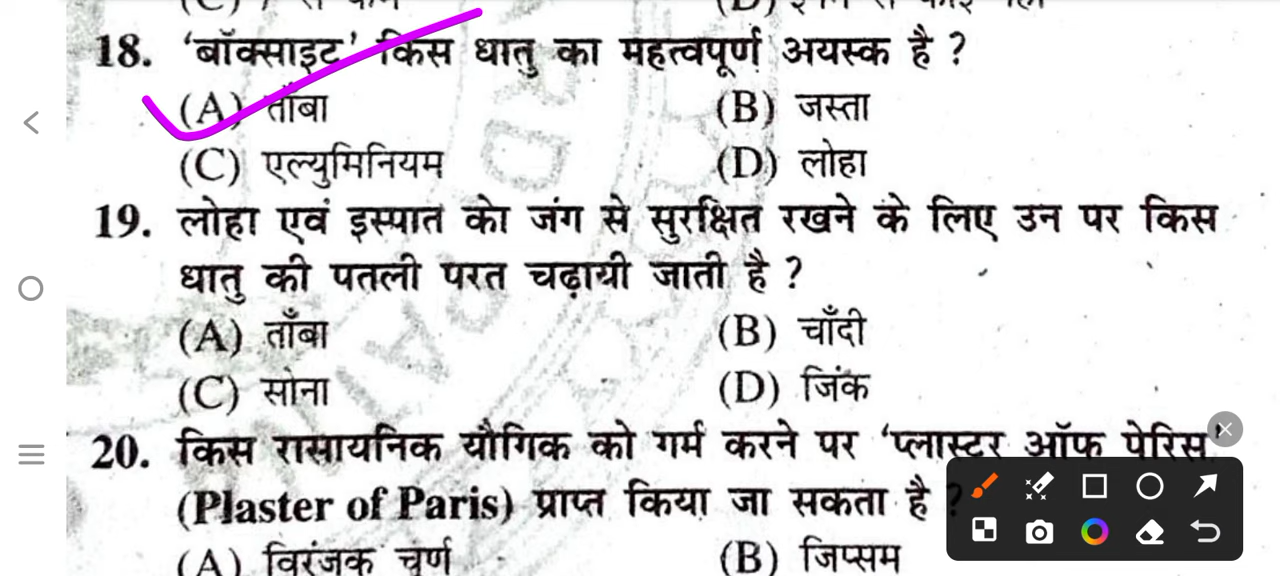 18. 'बॉक्साइट' किस धातु का महत्वपूर्ण अयस्क है ?
(A) ताँबा (B) जस्ता
(C) एल्युमिनियम (D) लोहा
19. लोहा एवं इस्पात को जंग से सुरक्षित रखने के लिए उन पर किस
धातु की पतली परत चढ़ायी जाती है ?
(A) ताँबा (B) चाँदी
(C) सोना (D) जिंक
20. किस रासायनिक यौगिक को गर्म करने पर 'प्लास्टर ऑफ पेरिस'
(Plaster of Paris) प्राप्त किया जा सकता है ?
(A) विरंजक चूर्ण (B) जिप्सम